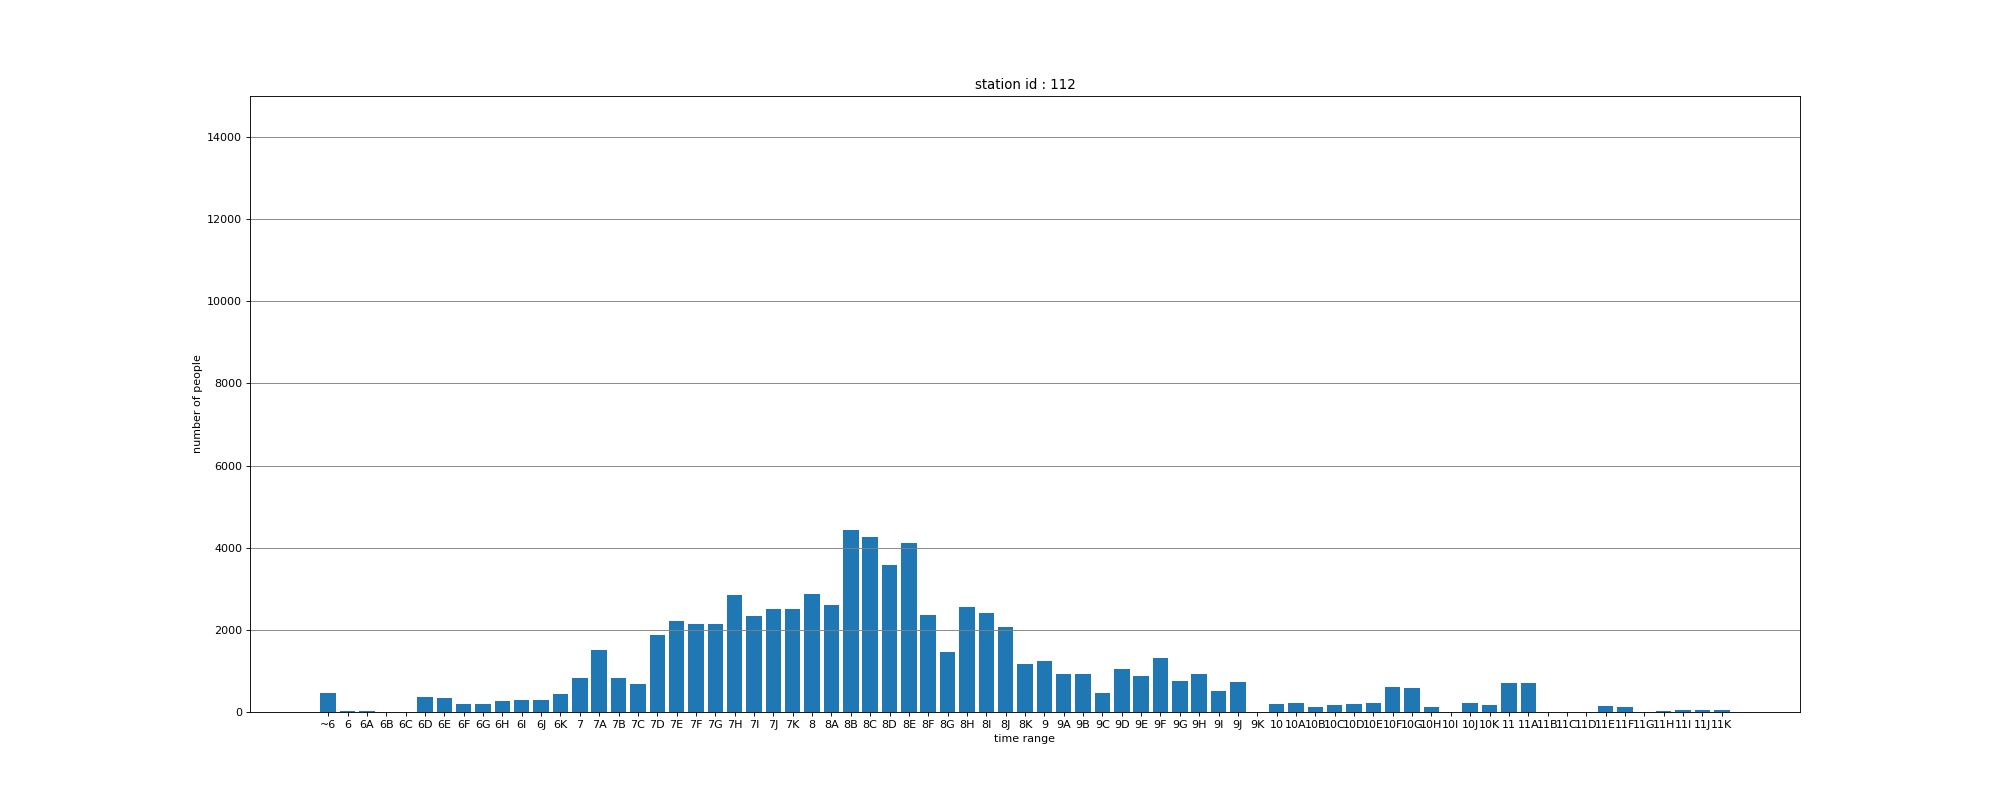 station id : 112
14000
12000
10000
8000
6000
4000
2000
0
number of people
~6 6 6A 6B 6C 6D 6E 6F 6G 6H 6I 6J 6K 7 7A 7B 7C 7D 7E 7F 7G 7H 7I 7J 7K 8 8A 8B 8C 8D 8E 8F 8G 8H 8I 8J 8K 9 9A 9B 9C 9D 9E 9F 9G 9H 9I 9J 9K 10 10A 10B 10C 10D 10E 10F 10G 10H 10I 10J 10K 11 11A 11B 11C 11D 11E 11F 11G 11H 11I 11J 11K
time range